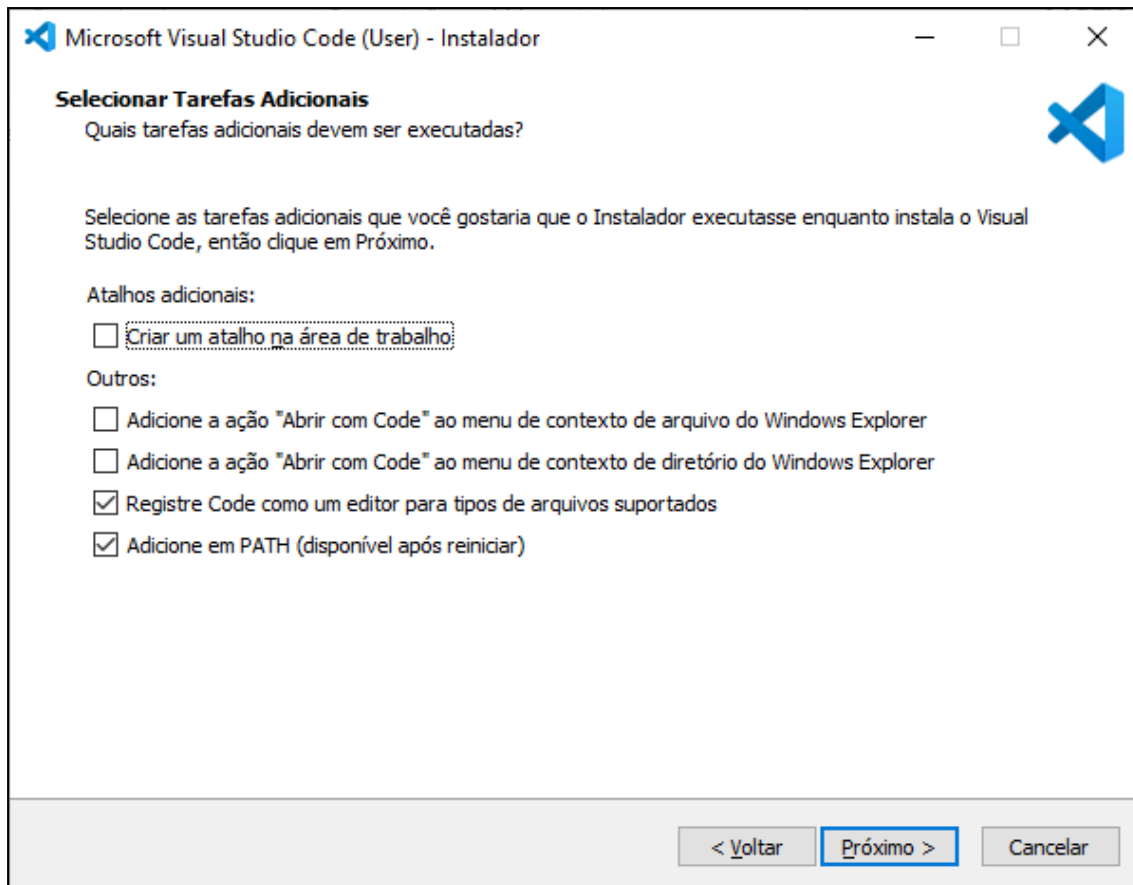 Microsoft Visual Studio Code (User) - Instalador
Selecionar Tarefas Adicionais
Quais tarefas adicionais devem ser executadas?
Selecione as tarefas adicionais que você gostaria que o Instalador executasse enquanto instala o Visual
Studio Code, então clique em Próximo.
Atalhos adicionais:
Criar um atalho na área de trabalho
Outros:
Adicione a ação "Abrir com Code" ao menu de contexto de arquivo do Windows Explorer
Adicione a ação "Abrir com Code" ao menu de contexto de diretório do Windows Explorer
Registre Code como um editor para tipos de arquivos suportados
Adicione em PATH (disponível após reiniciar)
< Voltar Próximo > Cancelar